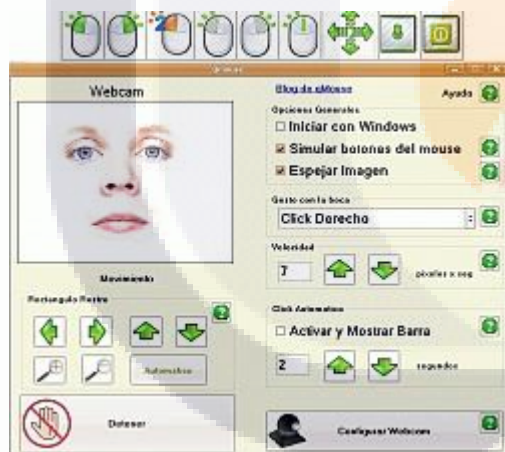 2
Webcam
Movimiento
Rectangulo Rostro
Automatico
Detener
Blog de eMouse
Ayuda
Opciones Generales
Iniciar con Windows
Simular botones del mouse
Espejar Imagen
Gesto con la boca
Click Derecho
Velocidad
7
pixeles x seg
Click Automatico
Activar y Mostrar Barra
2
segundos
Configurar Webcam